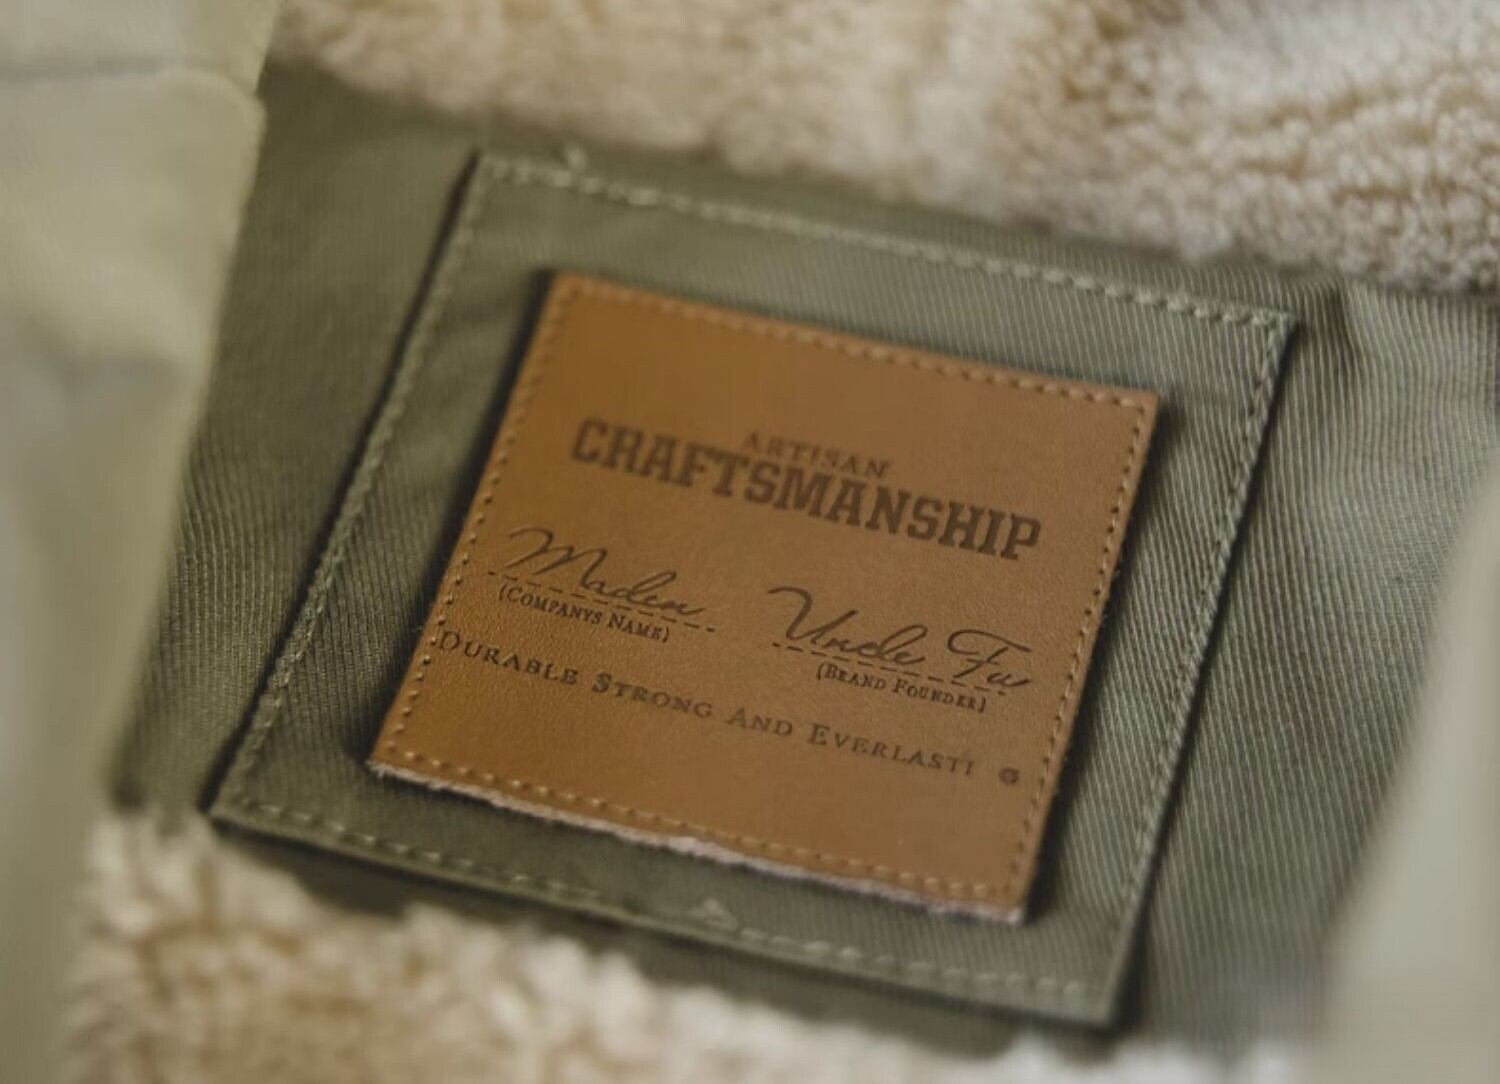 ARTISAN
CRAFTSMANSHIP
Maden
(COMPANYS NAME)
Uncle Fu
(BRAND FOUNDER)
DURABLE STRONG AND EVERLASTI G